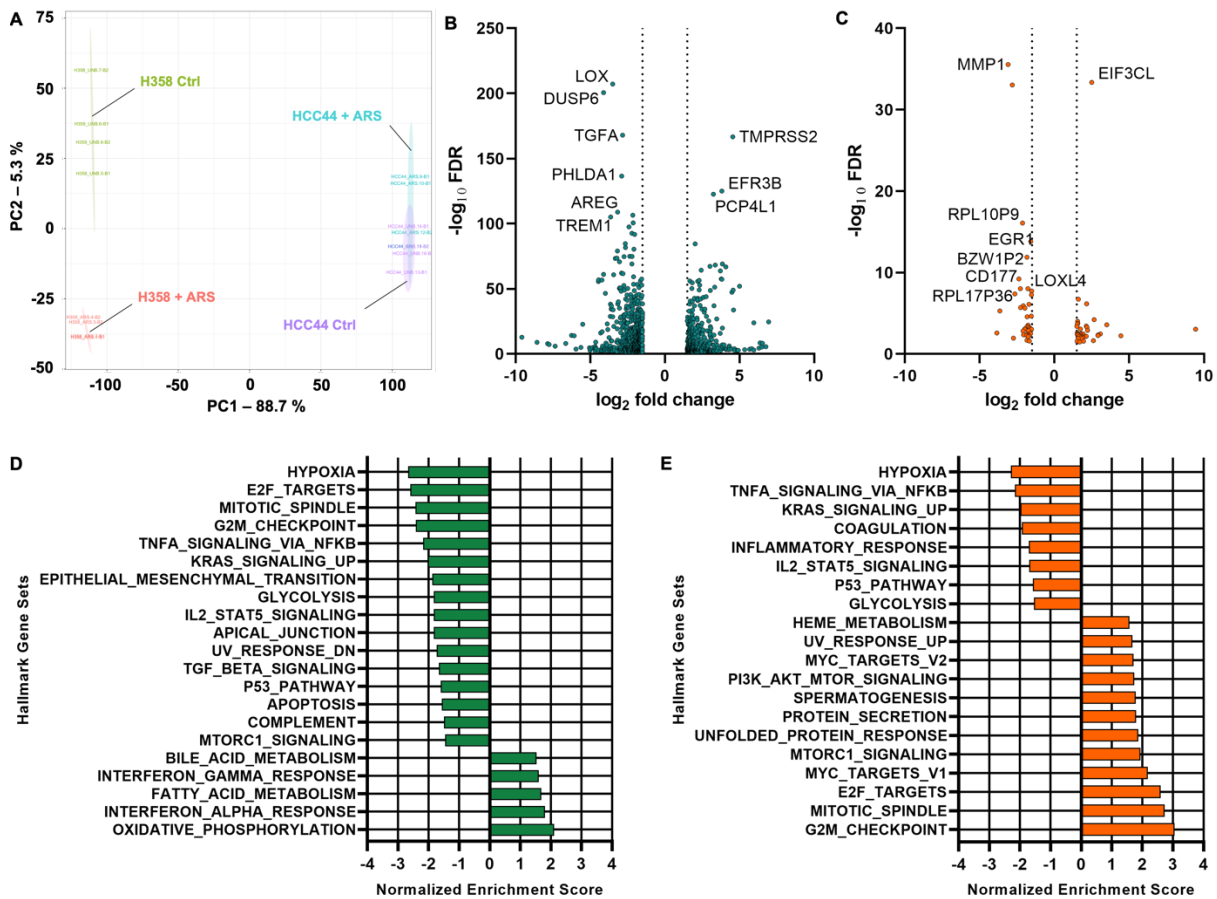 A
75
50
25
0
-25
-50
PC2 – 5.3 %
-100
-50
0
50
100
PC1 – 88.7 %
H358 Ctrl
HCC44 + ARS
H358 + ARS
HCC44 Ctrl
B
250
200
150
100
50
0
-log10 FDR
-10
-5
0
5
10
log2 fold change
LOX
DUSP6
TGFA
TMPRSS2
PHLDA1
EFR3B
PCP4L1
AREG
TREM1
C
40
30
20
10
0
-log10 FDR
-10
-5
0
5
10
log2 fold change
MMP1
EIF3CL
RPL10P9
EGR1
BZW1P2
CD177
LOXL4
RPL17P36
D
Hallmark Gene Sets
HYPOXIA
E2F_TARGETS
MITOTIC_SPINDLE
G2M_CHECKPOINT
TNFA_SIGNALING_VIA_NFKB
KRAS_SIGNALING_UP
EPITHELIAL_MESENCHYMAL_TRANSITION
GLYCOLYSIS
IL2_STAT5_SIGNALING
APICAL_JUNCTION
UV_RESPONSE_DN
TGF_BETA_SIGNALING
P53_PATHWAY
APOPTOSIS
COMPLEMENT
MTORC1_SIGNALING
BILE_ACID_METABOLISM
INTERFERON_GAMMA_RESPONSE
FATTY_ACID_METABOLISM
INTERFERON_ALPHA_RESPONSE
OXIDATIVE_PHOSPHORYLATION
-4 -3 -2 -1 0 1 2 3 4
Normalized Enrichment Score
E
Hallmark Gene Sets
HYPOXIA
TNFA_SIGNALING_VIA_NFKB
KRAS_SIGNALING_UP
COAGULATION
INFLAMMATORY_RESPONSE
IL2_STAT5_SIGNALING
P53_PATHWAY
GLYCOLYSIS
HEME_METABOLISM
UV_RESPONSE_UP
MYC_TARGETS_V2
PI3K_AKT_MTOR_SIGNALING
SPERMATOGENESIS
PROTEIN_SECRETION
UNFOLDED_PROTEIN_RESPONSE
MTORC1_SIGNALING
MYC_TARGETS_V1
E2F_TARGETS
MITOTIC_SPINDLE
G2M_CHECKPOINT
-4 -3 -2 -1 0 1 2 3 4
Normalized Enrichment Score